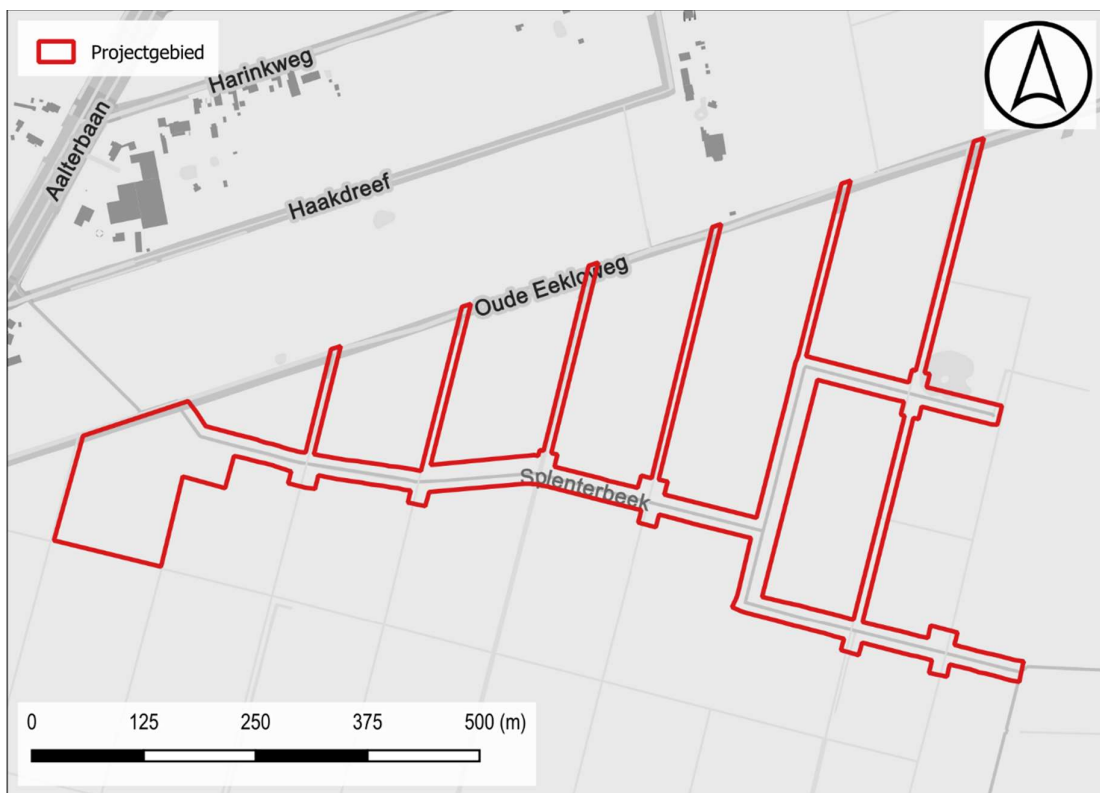 Projectgebied
Harinkweg
Aalterbaan
Haakdreef
Oude Eekloweg
Splenterbeek
0 125 250 375 500 (m)